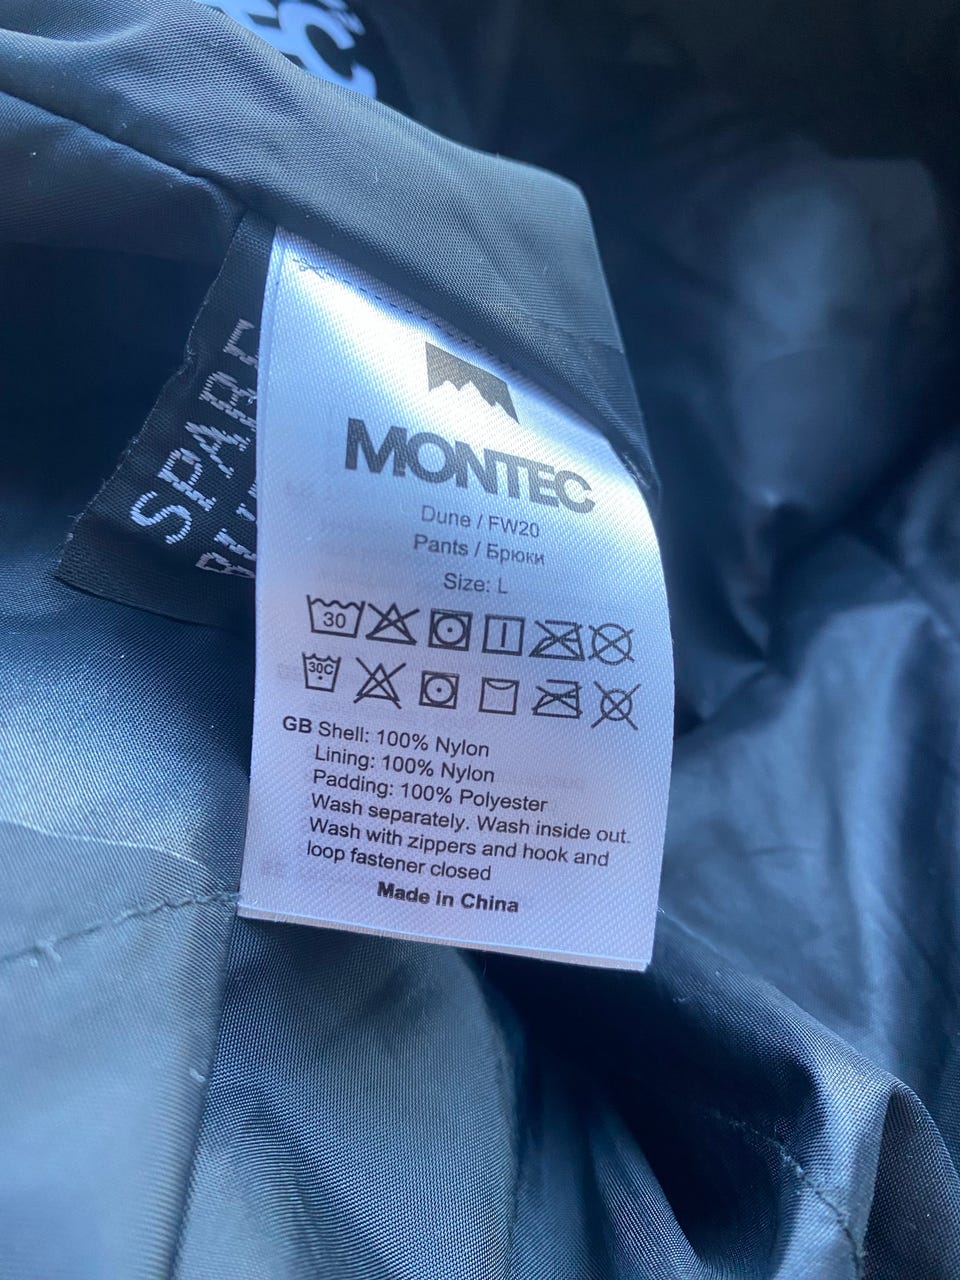 SPARE
MONTEC
Dune / FW20
Pants / Брюки
Size: L
30
30C
GB Shell: 100% Nylon
Lining: 100% Nylon
Padding: 100% Polyester
Wash separately. Wash inside out.
Wash with zippers and hook and
loop fastener closed
Made in China